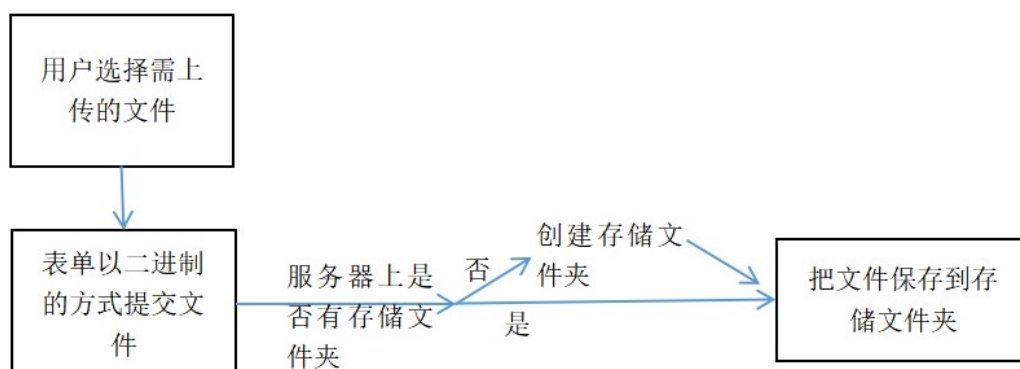 用户选择需上
传的文件
表单以二进制
的方式提交文
件
服务器上是
否有存储文
件夹
否
创建存储文
件夹
是
把文件保存到存
储文件夹